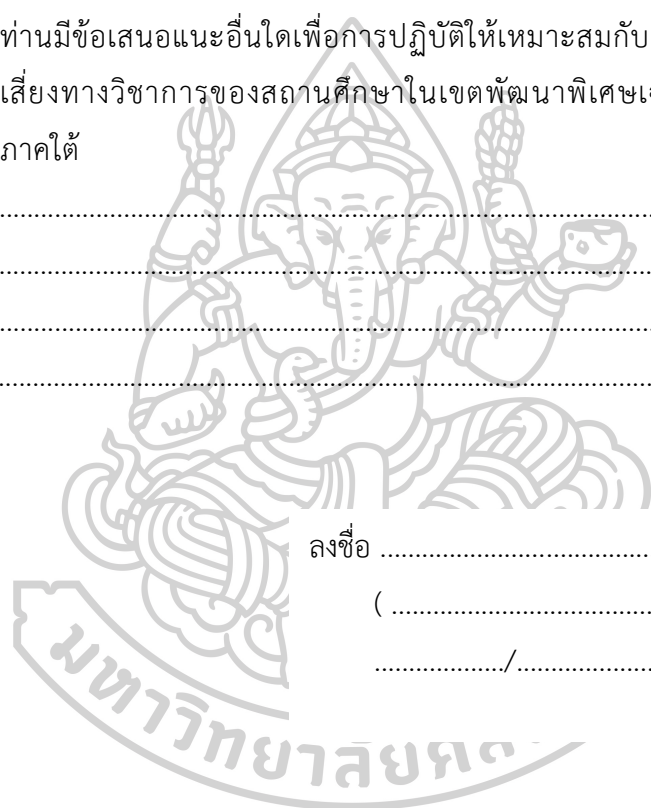 ท่านมีข้อเสนอแนะอื่นใดเพื่อการปฏิบัติให้เหมาะสมกับ
เสี่ยงทางวิชาการของสถานศึกษาในเขตพัฒนาพิเศษเฉ
ภาคใต้
..........................................................................................
..........................................................................................
..........................................................................................
..........................................................................................
ลงชื่อ .......................................
( ......................................
.................../....................
มหาวิทยาลัยศิล